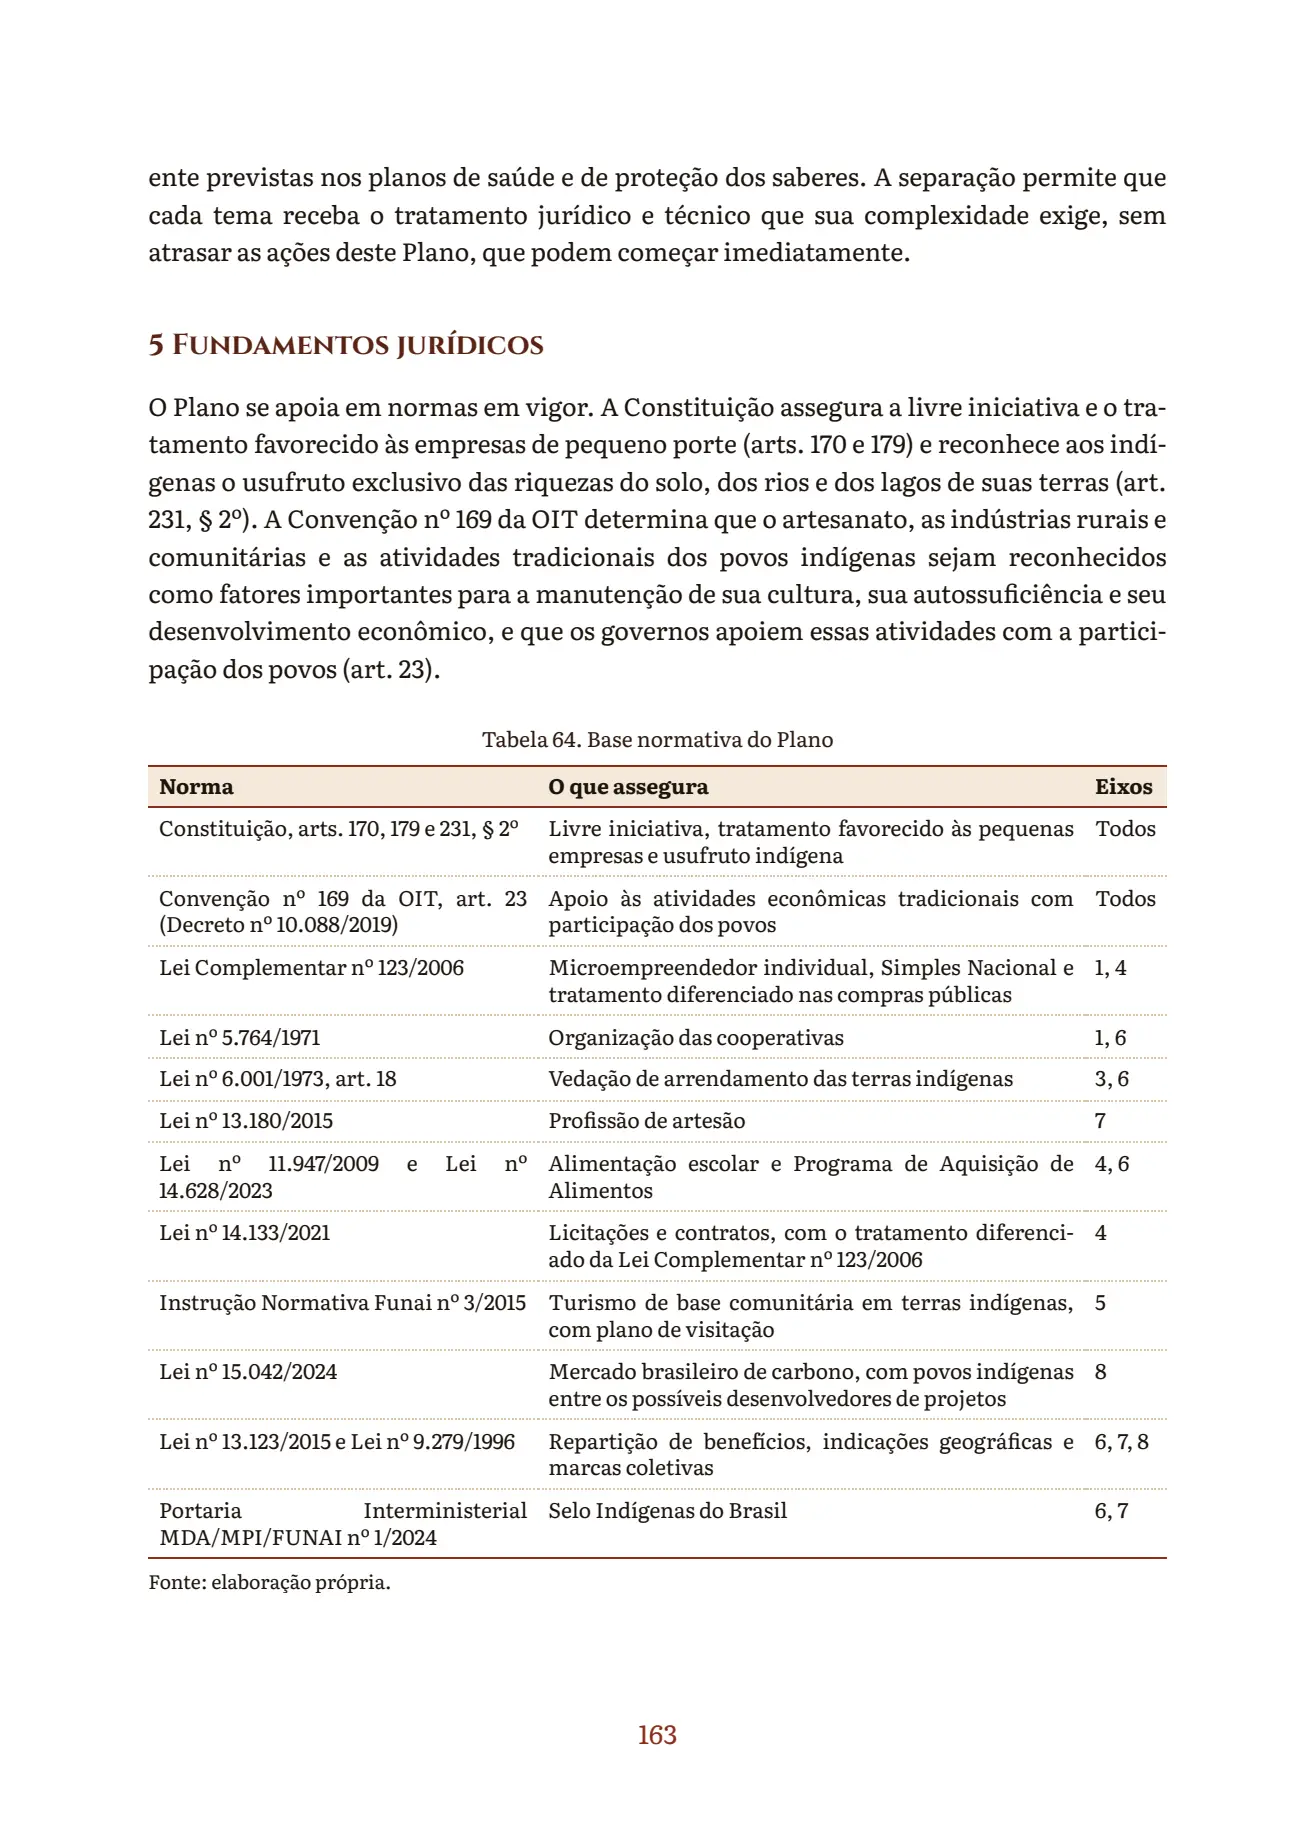 ente previstas nos planos de saúde e de proteção dos saberes. A separação permite que
cada tema receba o tratamento jurídico e técnico que sua complexidade exige, sem
atrasar as ações deste Plano, que podem começar imediatamente.
5 Fundamentos jurídicos
O Plano se apoia em normas em vigor. A Constituição assegura a livre iniciativa e o tra-
tamento favorecido às empresas de pequeno porte (arts. 170 e 179) e reconhece aos indí-
genas o usufruto exclusivo das riquezas do solo, dos rios e dos lagos de suas terras (art.
231, § 2º). A Convenção nº 169 da OIT determina que o artesanato, as indústrias rurais e
comunitárias e as atividades tradicionais dos povos indígenas sejam reconhecidos
como fatores importantes para a manutenção de sua cultura, sua autossuficiência e seu
desenvolvimento econômico, e que os governos apoiem essas atividades com a partici-
pação dos povos (art. 23).
Tabela 64. Base normativa do Plano
Norma O que assegura Eixos
Constituição, arts. 170, 179 e 231, § 2º Livre iniciativa, tratamento favorecido às pequenas Todos
empresas e usufruto indígena
Convenção nº 169 da OIT, art. 23 Apoio às atividades econômicas tradicionais com Todos
(Decreto nº 10.088/2019) participação dos povos
Lei Complementar nº 123/2006 Microempreendedor individual, Simples Nacional e 1, 4
tratamento diferenciado nas compras públicas
Lei nº 5.764/1971 Organização das cooperativas 1, 6
Lei nº 6.001/1973, art. 18 Vedação de arrendamento das terras indígenas 3, 6
Lei nº 13.180/2015 Profissão de artesão 7
Lei nº 11.947/2009 e Lei nº Alimentação escolar e Programa de Aquisição de 4, 6
14.628/2023 Alimentos
Lei nº 14.133/2021 Licitações e contratos, com o tratamento diferenci- 4
ado da Lei Complementar nº 123/2006
Instrução Normativa Funai nº 3/2015 Turismo de base comunitária em terras indígenas, 5
com plano de visitação
Lei nº 15.042/2024 Mercado brasileiro de carbono, com povos indígenas 8
entre os possíveis desenvolvedores de projetos
Lei nº 13.123/2015 e Lei nº 9.279/1996 Repartição de benefícios, indicações geográficas e 6, 7, 8
marcas coletivas
Portaria Interministerial Selo Indígenas do Brasil 6, 7
MDA/MPI/FUNAI nº 1/2024
Fonte: elaboração própria.
163